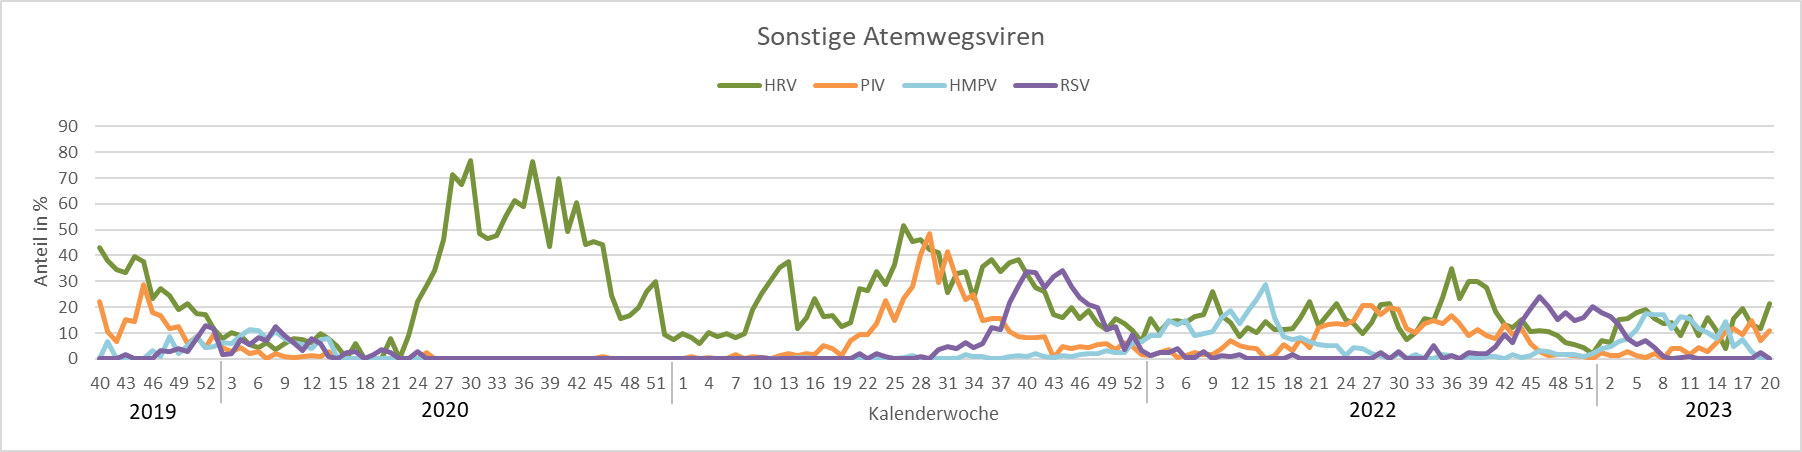 Sonstige Atemwegsviren
HRV PIV HMPV RSV
Anteil in %
90
80
70
60
50
40
30
20
10
0
40 43 46 49 52 3 6 9 12 15 18 21 24 27 30 33 36 39 42 45 48 51 1 4 7 10 13 16 19 22 25 28 31 34 37 40 43 46 49 52 3 6 9 12 15 18 21 24 27 30 33 36 39 42 45 48 51 2 5 8 11 14 17 20
2019 2020 2022 2023
Kalenderwoche